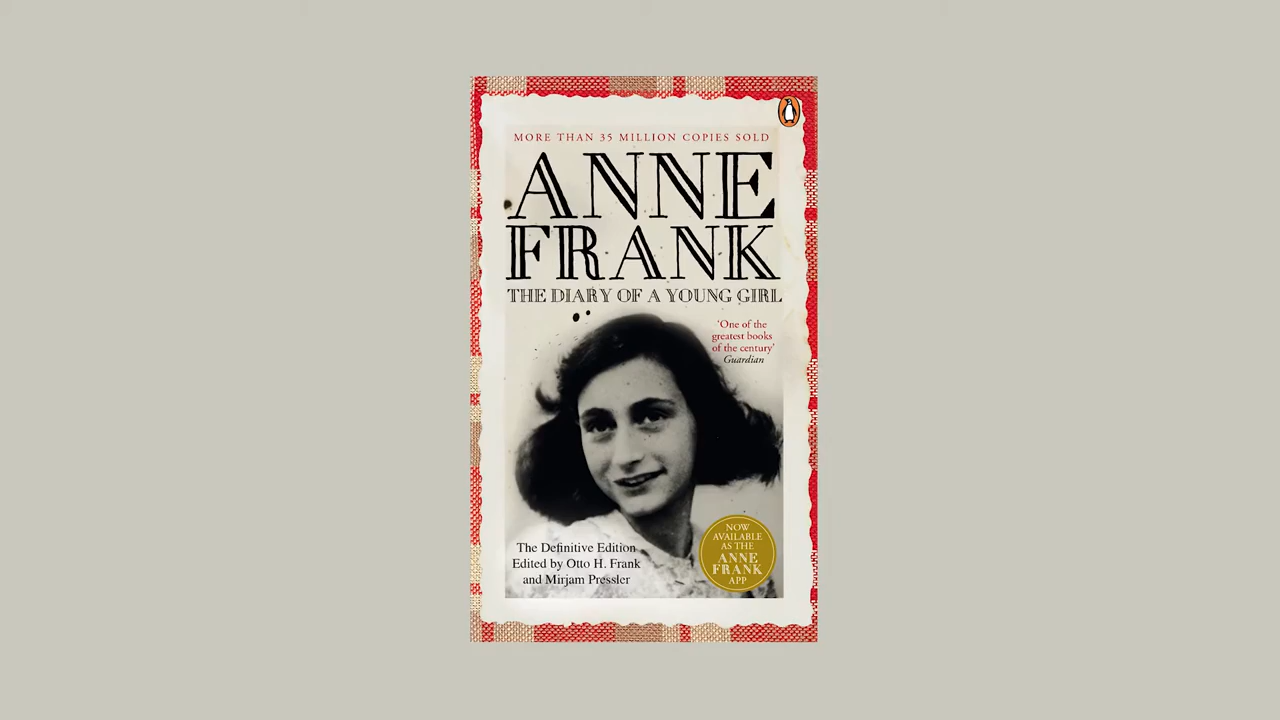 MORE THAN 35 MILLION COPIES SOLD
ANNE
FRANK
THE DIARY OF A YOUNG GIRL
‘One of the
greatest books
of the century’
Guardian
The Definitive Edition
Edited by Otto H. Frank
and Mirjam Pressler
NOW
AVAILABLE
AS THE
ANNE
FRANK
APP